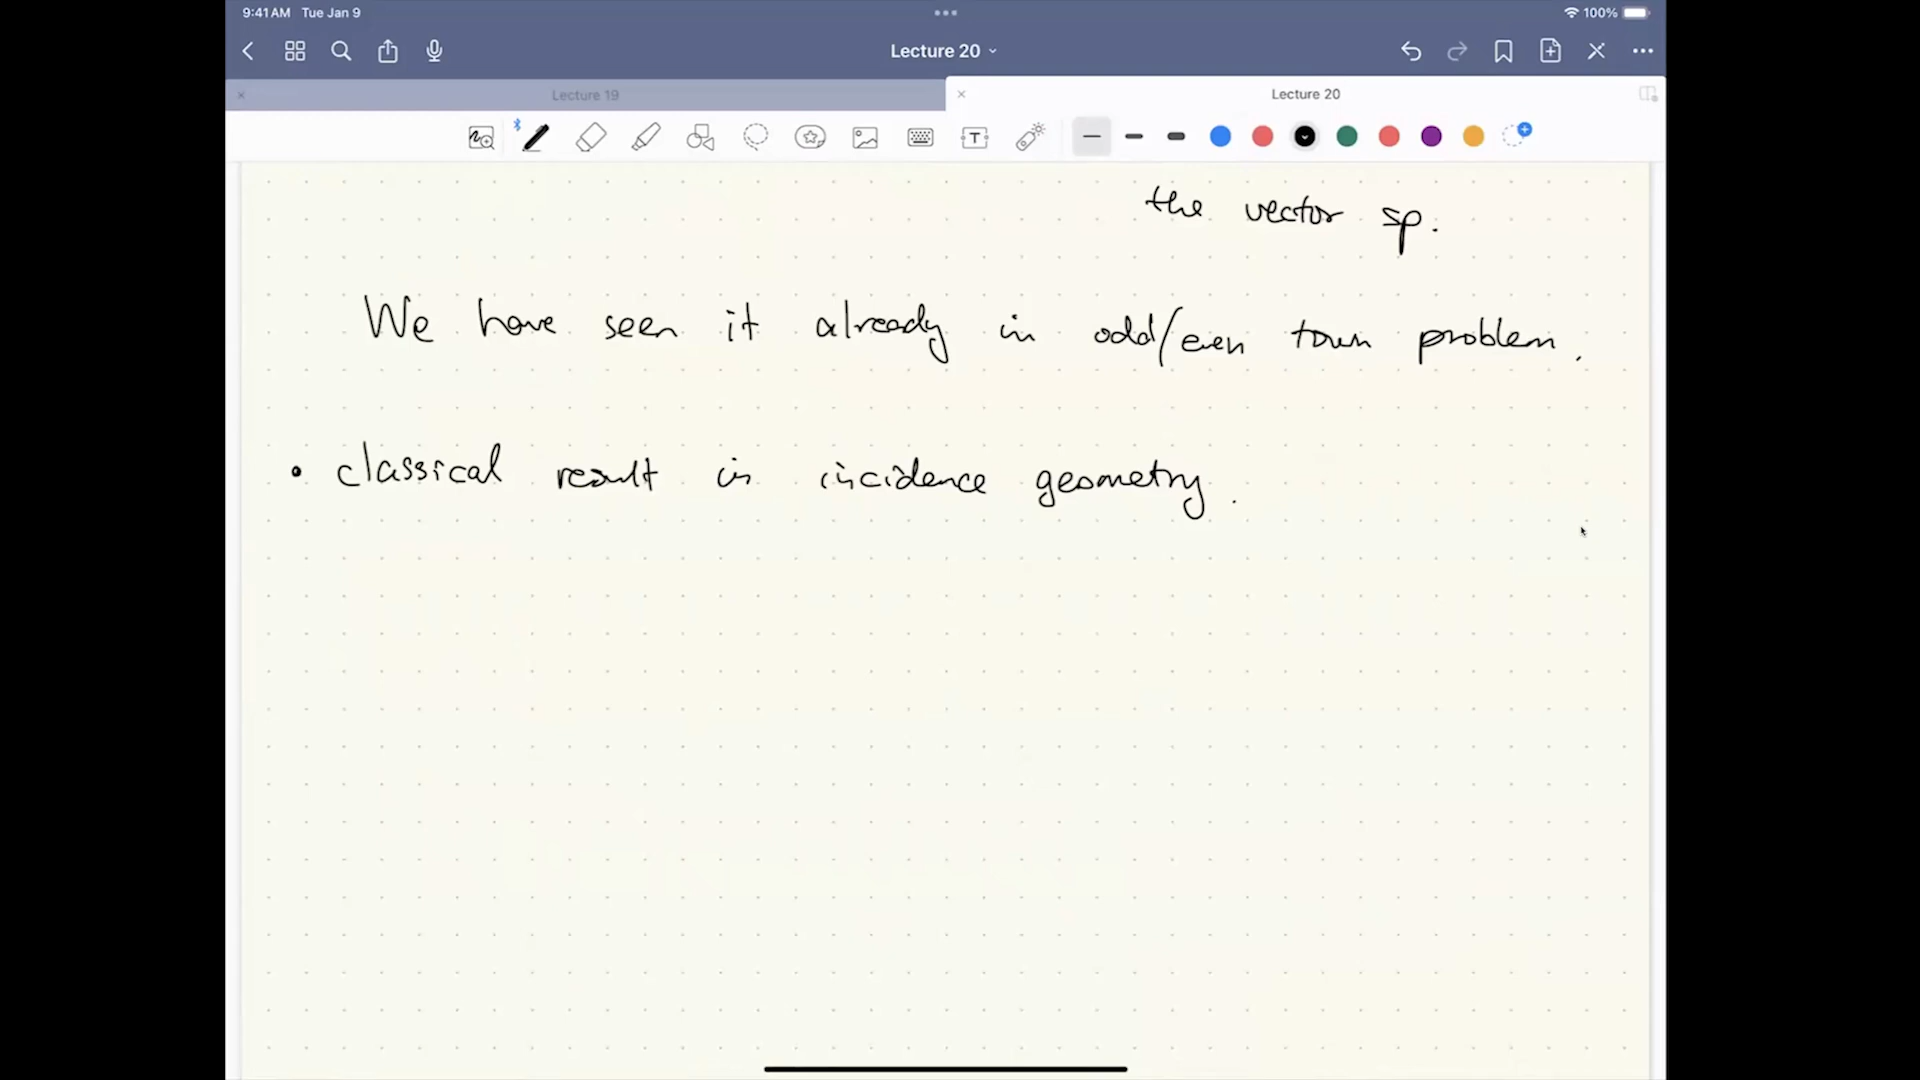 9:41 AM Tue Jan 9
100%
Lecture 20
Lecture 19
Lecture 20
T
the vector sp.
We have seen it already in odd/even town problem.
• classical result in incidence geometry.